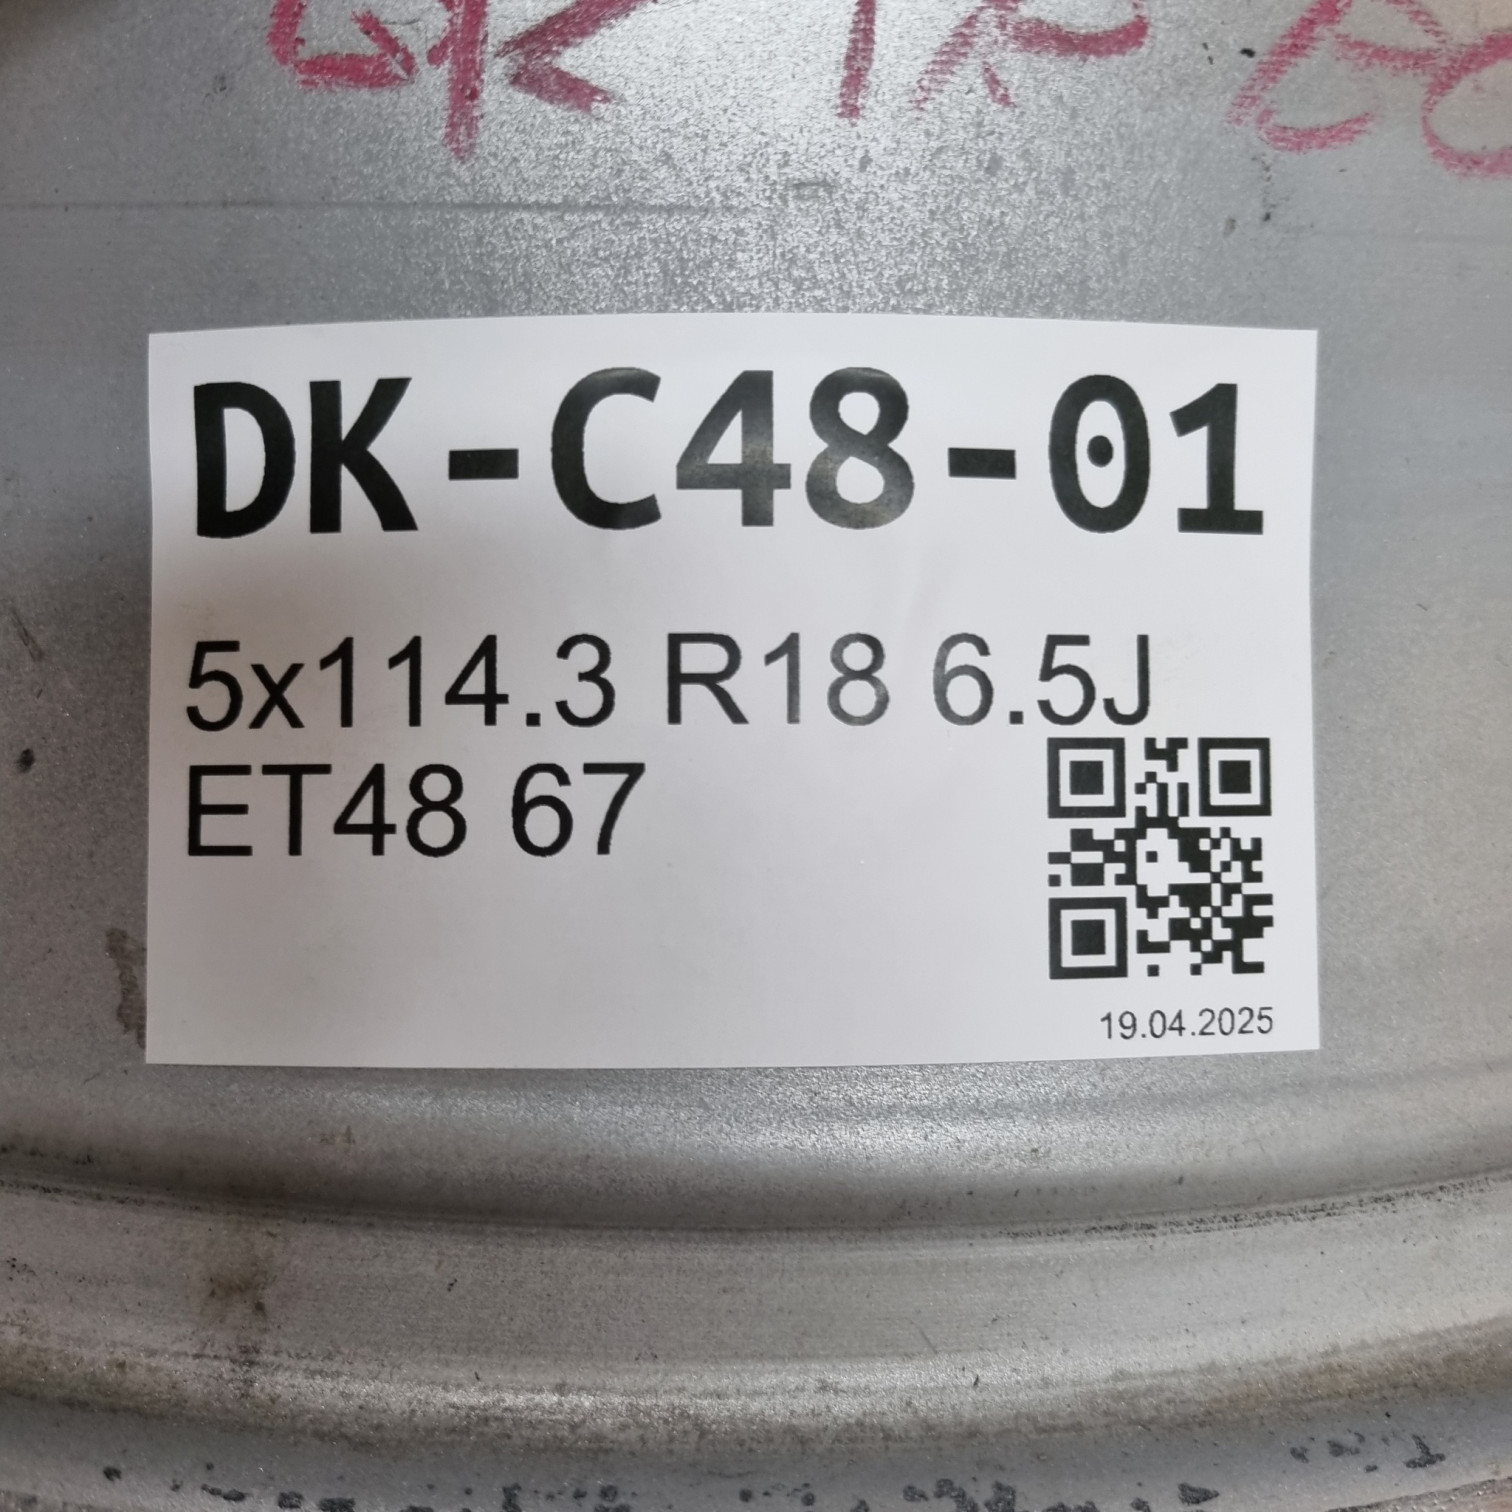 DK-C48-01
5x114.3 R18 6.5J
ET48 67
19.04.2025